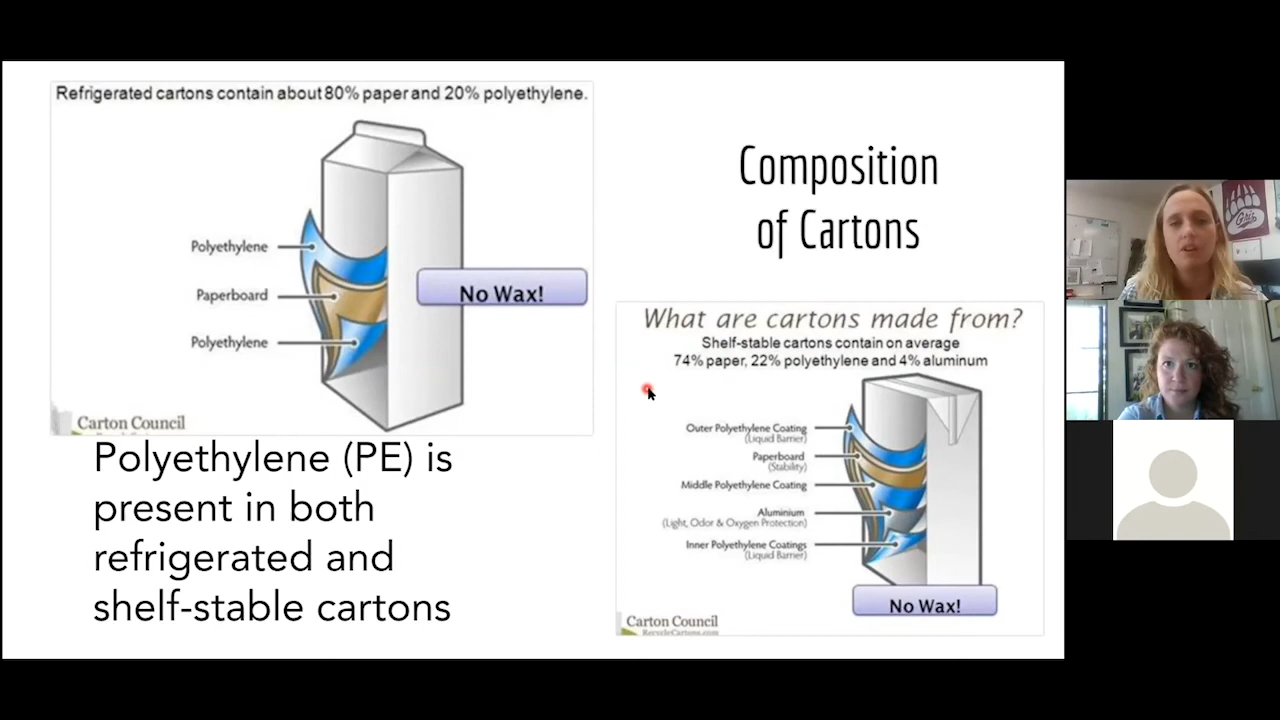 Refrigerated cartons contain about 80% paper and 20% polyethylene.
Polyethylene
Paperboard
Polyethylene
No Wax!
Carton Council
Polyethylene (PE) is
present in both
refrigerated and
shelf-stable cartons
Composition
of Cartons
What are cartons made from?
Shelf-stable cartons contain on average
74% paper, 22% polyethylene and 4% aluminum
Outer Polyethylene Coating
(Liquid Barrier)
Paperboard
(Stability)
Middle Polyethylene Coating
Aluminium
(Light, Odor & Oxygen Protection)
Inner Polyethylene Coatings
(Liquid Barrier)
No Wax!
Carton Council
RecycleCartons.com
Griz